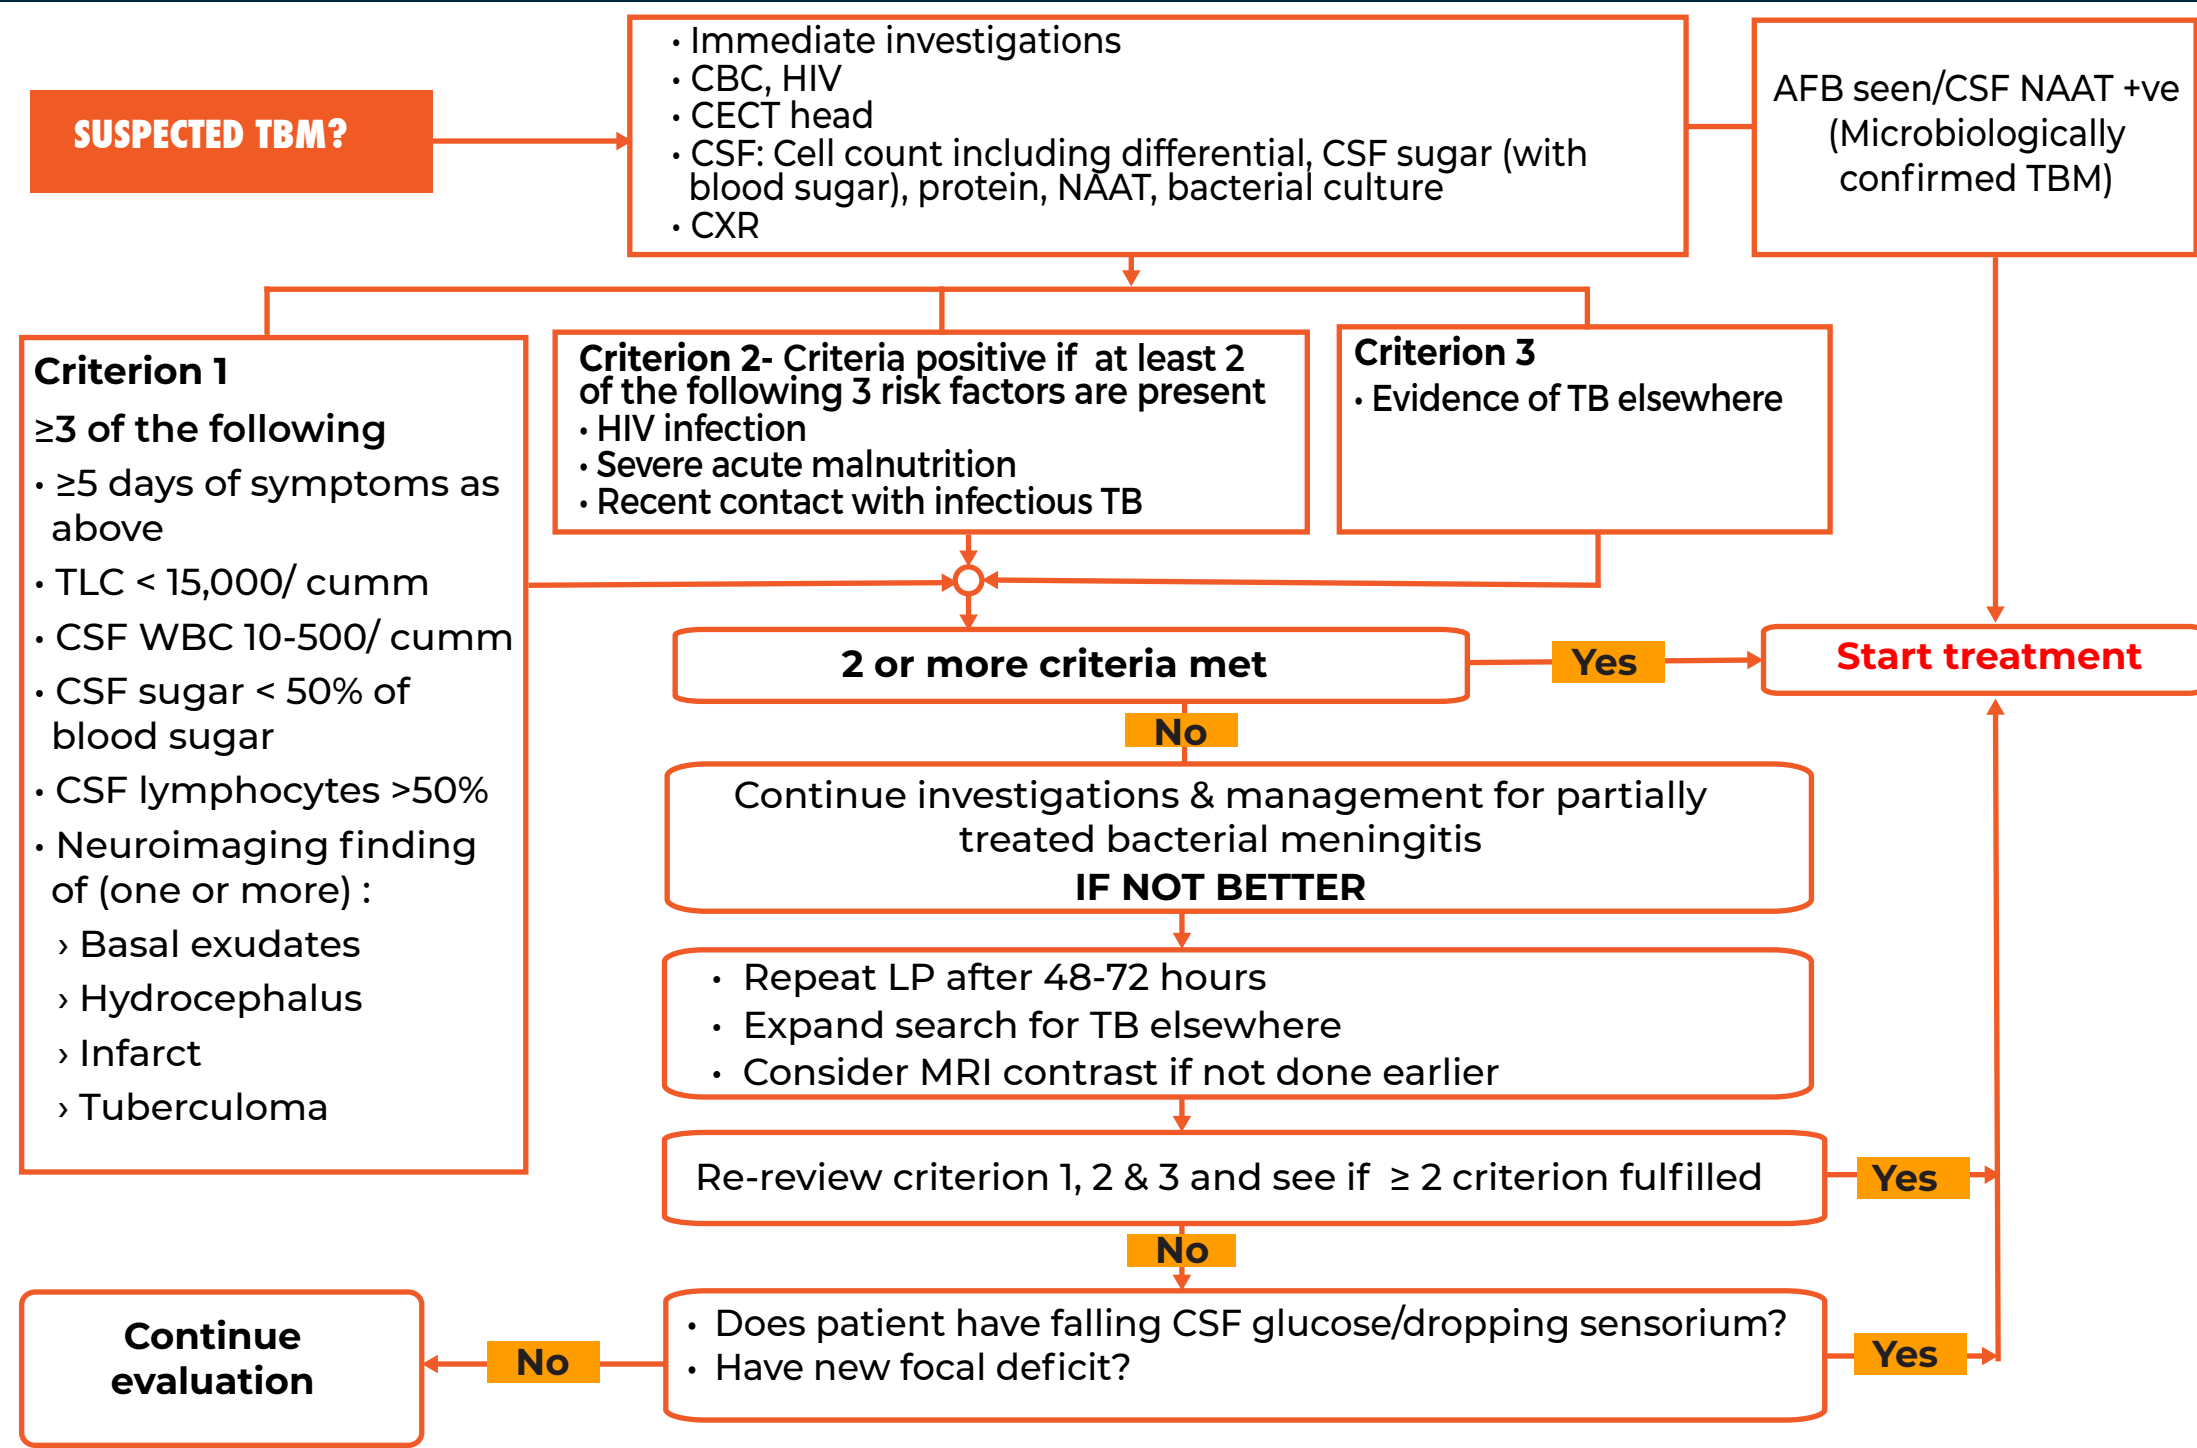 SUSPECTED TBM?
• Immediate investigations
• CBC, HIV
• CECT head
• CSF: Cell count including differential, CSF sugar (with
blood sugar), protein, NAAT, bacterial culture
• CXR
AFB seen/CSF NAAT +ve
(Microbiologically
confirmed TBM)
Criterion 1
≥3 of the following
• ≥5 days of symptoms as
above
• TLC < 15,000/ cumm
• CSF WBC 10-500/ cumm
• CSF sugar < 50% of
blood sugar
• CSF lymphocytes >50%
• Neuroimaging finding
of (one or more) :
› Basal exudates
› Hydrocephalus
› Infarct
› Tuberculoma
Criterion 2- Criteria positive if at least 2
of the following 3 risk factors are present
• HIV infection
• Severe acute malnutrition
• Recent contact with infectious TB
Criterion 3
• Evidence of TB elsewhere
2 or more criteria met
Yes
Start treatment
No
Continue investigations & management for partially
treated bacterial meningitis
IF NOT BETTER
• Repeat LP after 48-72 hours
• Expand search for TB elsewhere
• Consider MRI contrast if not done earlier
Re-review criterion 1, 2 & 3 and see if ≥ 2 criterion fulfilled
Yes
No
• Does patient have falling CSF glucose/dropping sensorium?
• Have new focal deficit?
Yes
No
Continue
evaluation